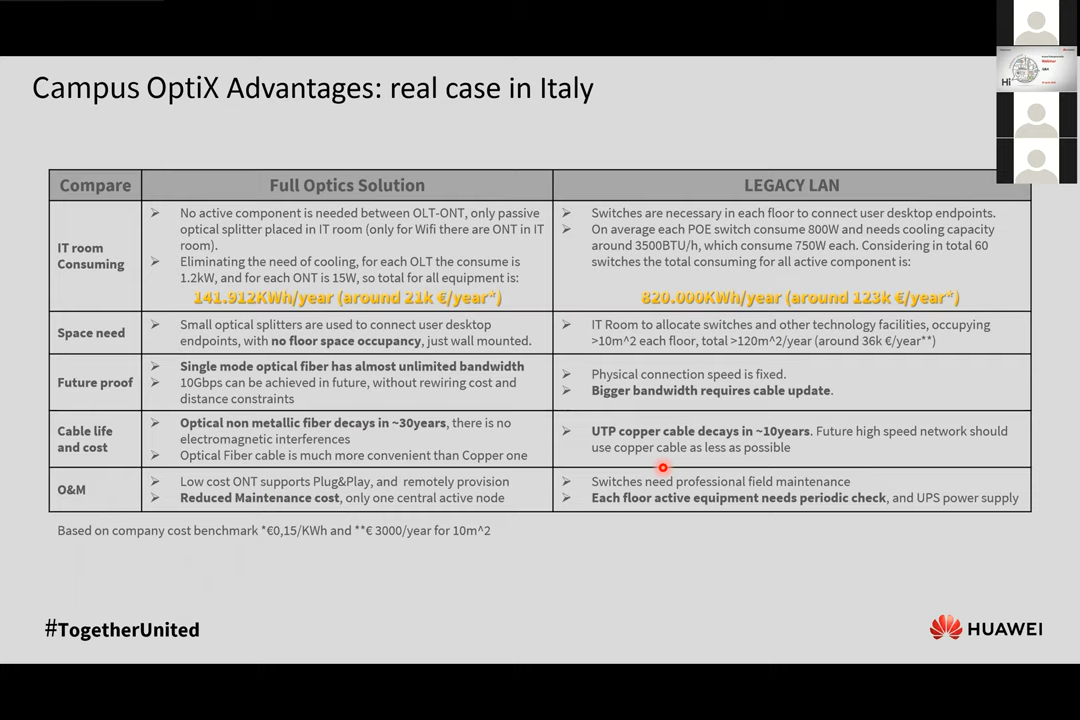 Campus OptiX Advantages: real case in Italy
Hi
Compare
Full Optics Solution
LEGACY LAN
IT room
Consuming
➢ No active component is needed between OLT-ONT, only passive
optical splitter placed in IT room (only for Wifi there are ONT in IT
room).
➢ Eliminating the need of cooling, for each OLT the consume is
1.2kW, and for each ONT is 15W, so total for all equipment is:
141.912KWh/year (around 21k €/year*)
➢ Switches are necessary in each floor to connect user desktop endpoints.
➢ On average each POE switch consume 800W and needs cooling capacity
around 3500BTU/h, which consume 750W each. Considering in total 60
switches the total consuming for all active component is:
820.000KWh/year (around 123k €/year*)
Space need
➢ Small optical splitters are used to connect user desktop
endpoints, with no floor space occupancy, just wall mounted.
➢ IT Room to allocate switches and other technology facilities, occupying
>10m^2 each floor, total >120m^2/year (around 36k €/year**)
Future proof
➢ Single mode optical fiber has almost unlimited bandwidth
➢ 10Gbps can be achieved in future, without rewiring cost and
distance constraints
➢ Physical connection speed is fixed.
➢ Bigger bandwidth requires cable update.
Cable life
and cost
➢ Optical non metallic fiber decays in ~30years, there is no
electromagnetic interferences
➢ Optical Fiber cable is much more convenient than Copper one
➢ UTP copper cable decays in ~10years. Future high speed network should
use copper cable as less as possible
O&M
➢ Low cost ONT supports Plug&Play, and remotely provision
➢ Reduced Maintenance cost, only one central active node
➢ Switches need professional field maintenance
➢ Each floor active equipment needs periodic check, and UPS power supply
Based on company cost benchmark *€0,15/KWh and **€ 3000/year for 10m^2
#TogetherUnited
HUAWEI